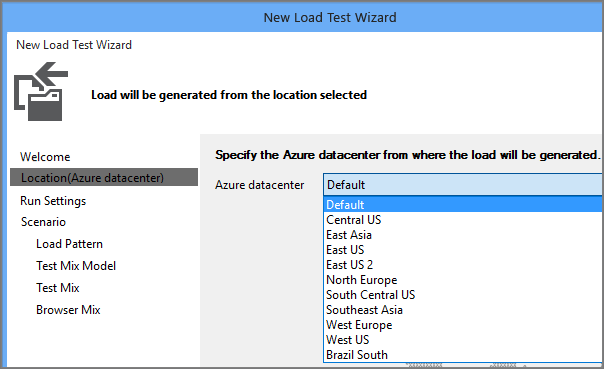 New Load Test Wizard
New Load Test Wizard
Load will be generated from the location selected
Welcome
Location(Azure datacenter)
Run Settings
Scenario
Load Pattern
Test Mix Model
Test Mix
Browser Mix
Specify the Azure datacenter from where the load will be generated.
Azure datacenter
Default
Default
Central US
East Asia
East US
East US 2
North Europe
South Central US
Southeast Asia
West Europe
West US
Brazil South